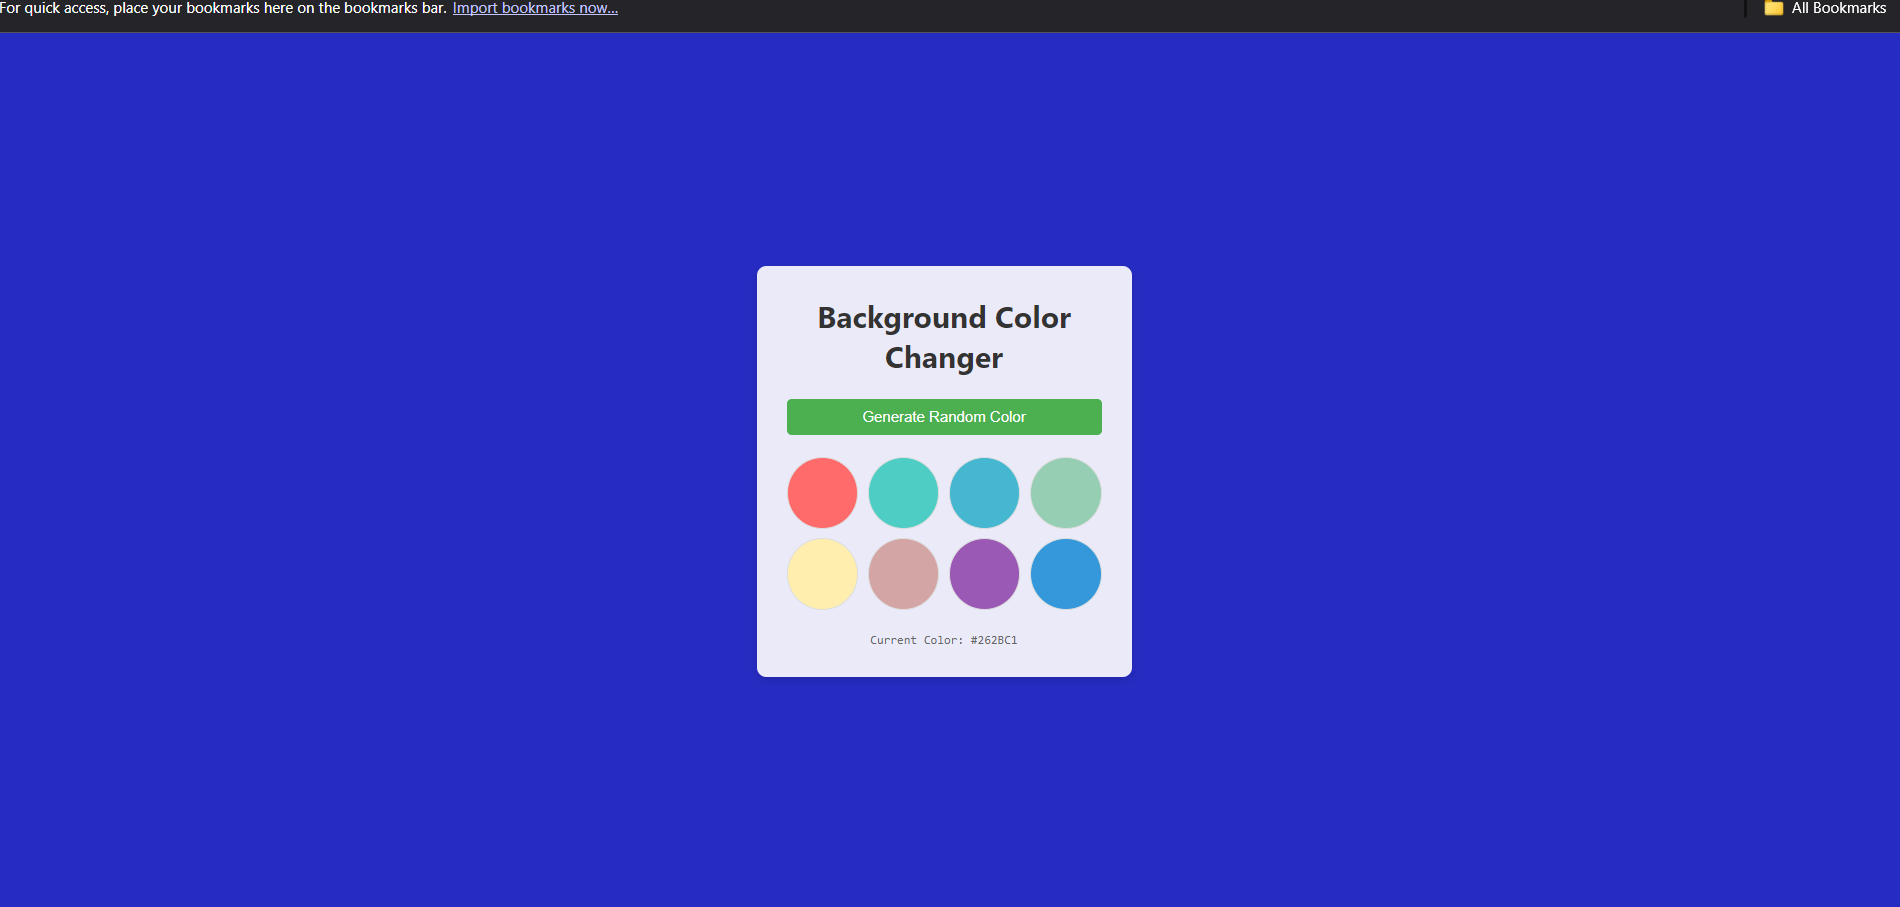 For quick access, place your bookmarks here on the bookmarks bar. Import bookmarks now...
All Bookmarks
Background Color
Changer
Generate Random Color
Current Color: #262BC1